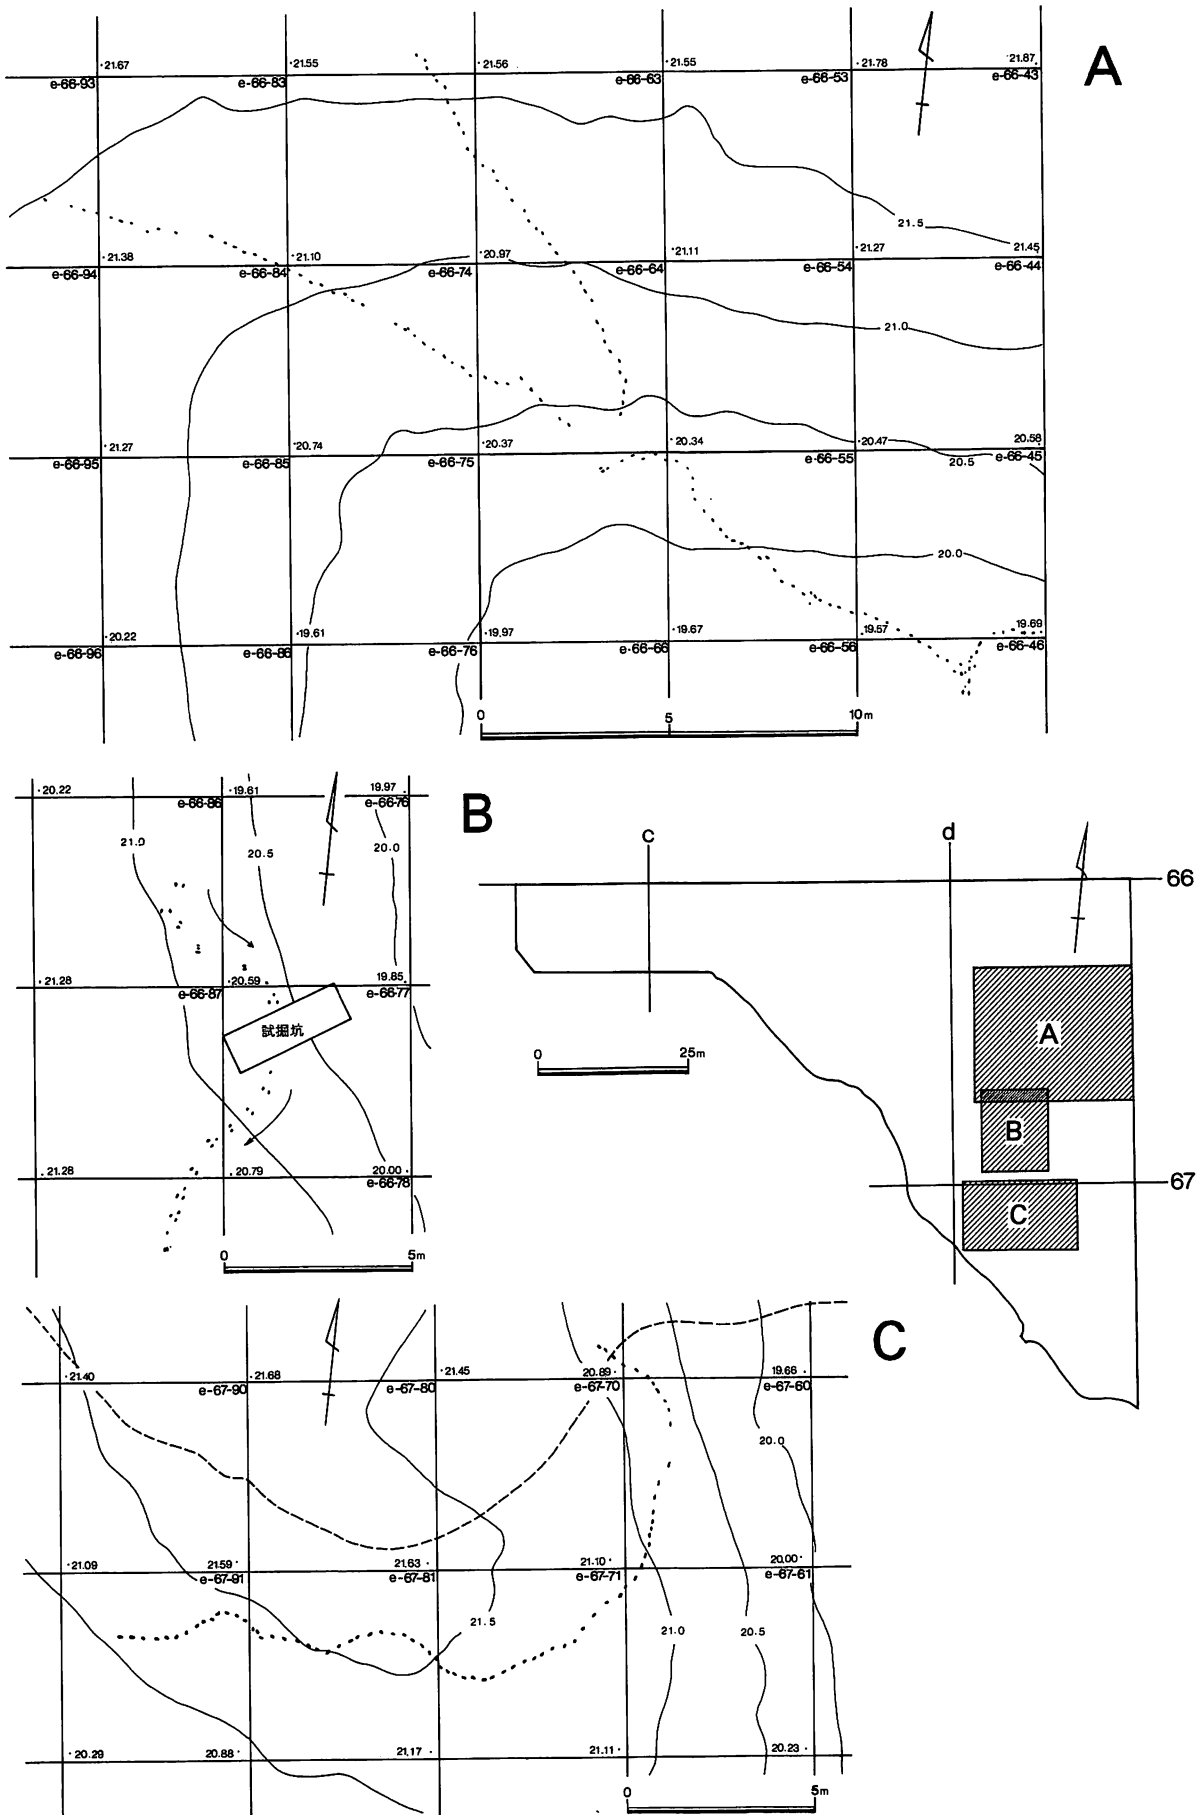 A
21.67 21.55 21.56 21.55 21.78 21.87
e-66-93 e-66-83 e-66-63 e-66-53 e-66-43
21.5
21.38 21.10 20.97 21.11 21.27 21.45
e-66-94 e-66-84 e-66-74 e-66-64 e-66-54 e-66-44
21.0
21.27 20.74 20.37 20.34 20.47 20.58
e-66-95 e-66-85 e-66-75 e-66-55 20.5 e-66-45
20.0
20.22 19.61 19.97 19.67 19.57 19.69
e-66-96 e-66-86 e-66-76 e-66-66 e-66-56 e-66-46
0 5 10m
B
20.22 19.61 19.97
e-66-86 e-66-76
21.0 20.5 20.0
21.28 20.59 19.85
e-66-87 e-66-77
試掘坑
21.28 20.79 20.00
e-66-78
0 5m
c d
66
A
0 25m
B
67
C
C
21.40 21.68 21.45 20.89 19.66
e-67-90 e-67-80 e-67-70 e-67-60
20.0
21.09 21.59 21.63 21.10 20.00
e-67-91 e-67-81 e-67-71 e-67-61
21.5 21.0 20.5
20.29 20.88 21.17 21.11 20.23
0 5m